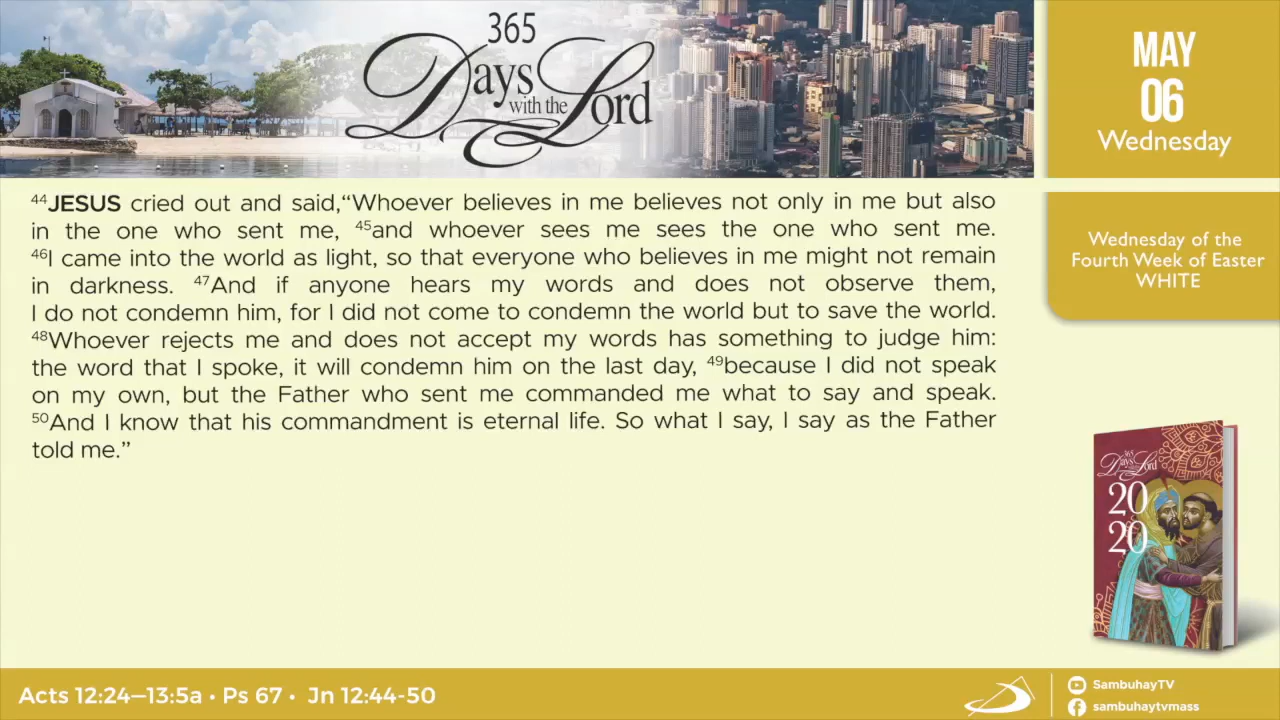 365
Days with the Lord
MAY
06
Wednesday
Wednesday of the
Fourth Week of Easter
WHITE
⁴⁴JESUS cried out and said,“Whoever believes in me believes not only in me but also
in the one who sent me, ⁴⁵and whoever sees me sees the one who sent me.
⁴⁶I came into the world as light, so that everyone who believes in me might not remain
in darkness. ⁴⁷And if anyone hears my words and does not observe them,
I do not condemn him, for I did not come to condemn the world but to save the world.
⁴⁸Whoever rejects me and does not accept my words has something to judge him:
the word that I spoke, it will condemn him on the last day, ⁴⁹because I did not speak
on my own, but the Father who sent me commanded me what to say and speak.
⁵⁰And I know that his commandment is eternal life. So what I say, I say as the Father
told me.”
365
Days with the Lord
20
20
Acts 12:24—13:5a • Ps 67 • Jn 12:44-50
SambuhayTV
sambuhaytvmass